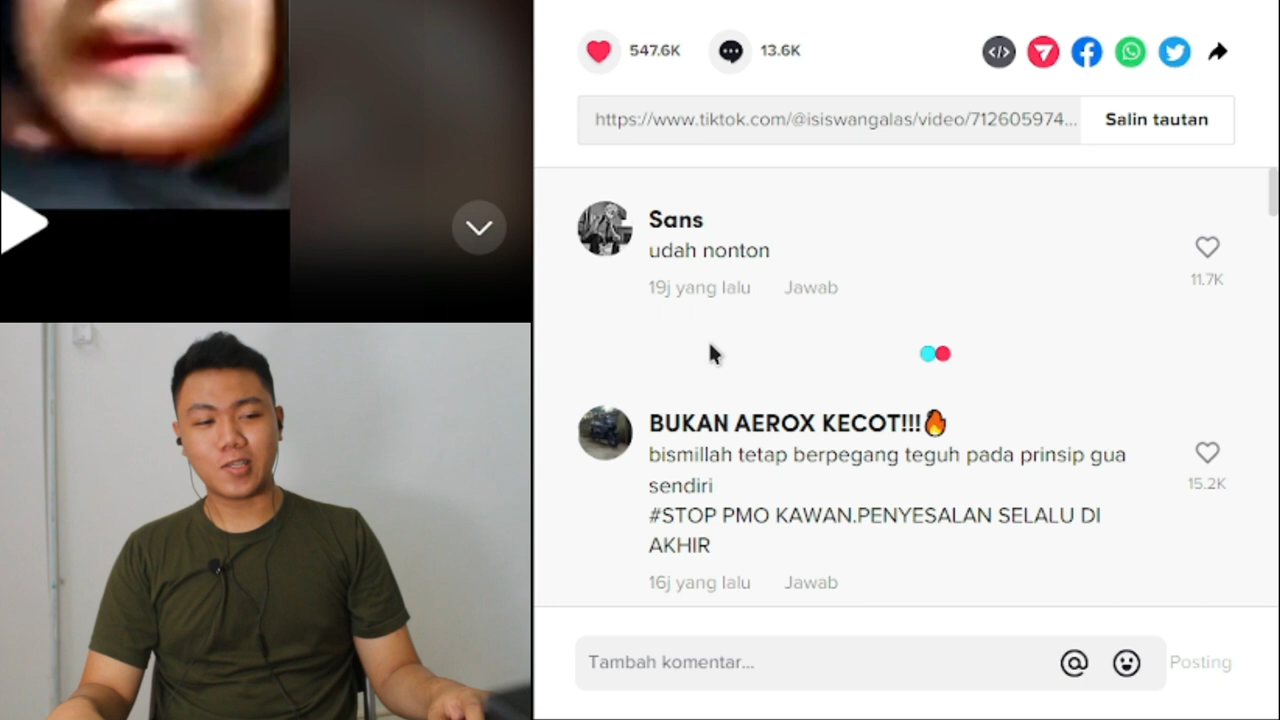 547.6K
13.6K
https://www.tiktok.com/@isiswangalas/video/712605974...
Salin tautan
Sans
udah nonton
19j yang lalu Jawab
11.7K
BUKAN AEROX KECOT!!!🔥
bismillah tetap berpegang teguh pada prinsip gua
sendiri
#STOP PMO KAWAN.PENYESALAN SELALU DI
AKHIR
16j yang lalu Jawab
15.2K
Tambah komentar...
Posting